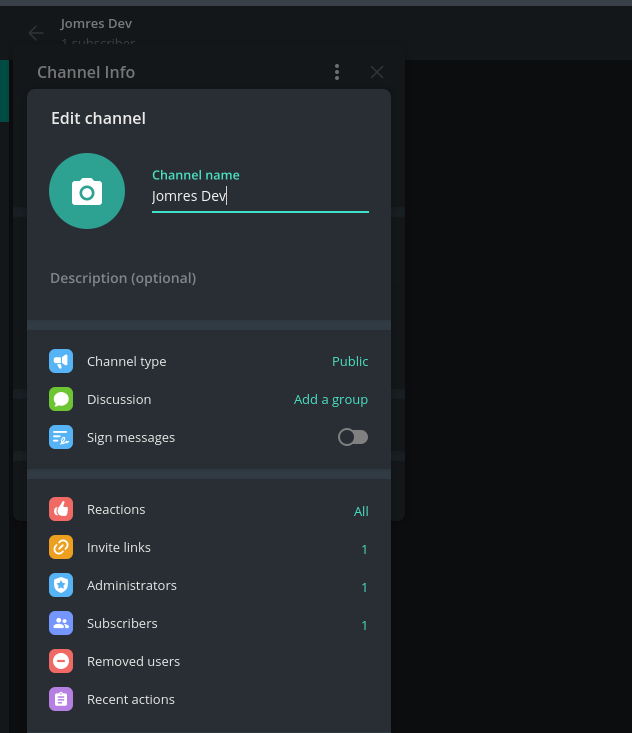 Jomres Dev
1 subscriber
Channel Info
Edit channel
Channel name
Jomres Dev
Description (optional)
Channel type Public
Discussion Add a group
Sign messages
Reactions All
Invite links 1
Administrators 1
Subscribers 1
Removed users
Recent actions